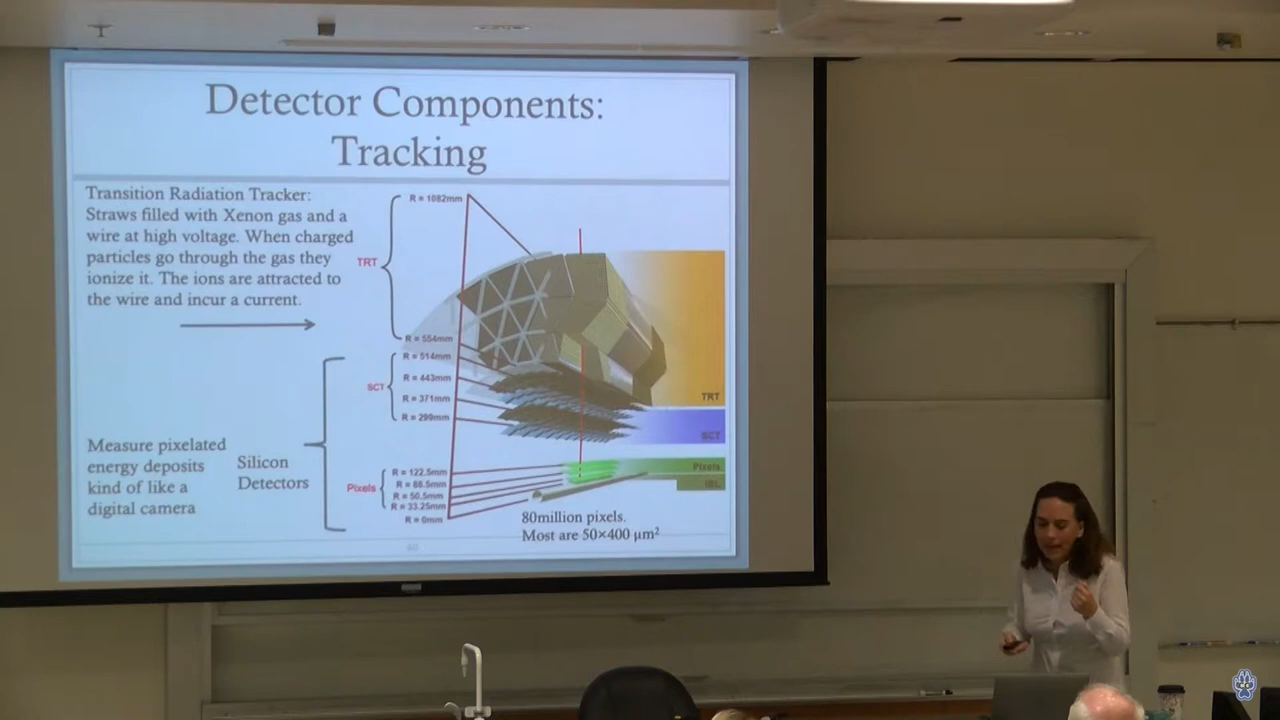 Detector Components:
Tracking
Transition Radiation Tracker:
Straws filled with Xenon gas and a
wire at high voltage. When charged
particles go through the gas they
ionize it. The ions are attracted to
the wire and incur a current.
TRT
R = 1082mm
R = 554mm
SCT
R = 514mm
R = 443mm
R = 371mm
R = 299mm
Pixels
R = 122.5mm
R = 88.5mm
R = 50.5mm
R = 33.25mm
R = 0mm
TRT
SCT
Pixels
IBL
Measure pixelated
energy deposits
kind of like a
digital camera
Silicon
Detectors
80million pixels.
Most are 50×400 μm²